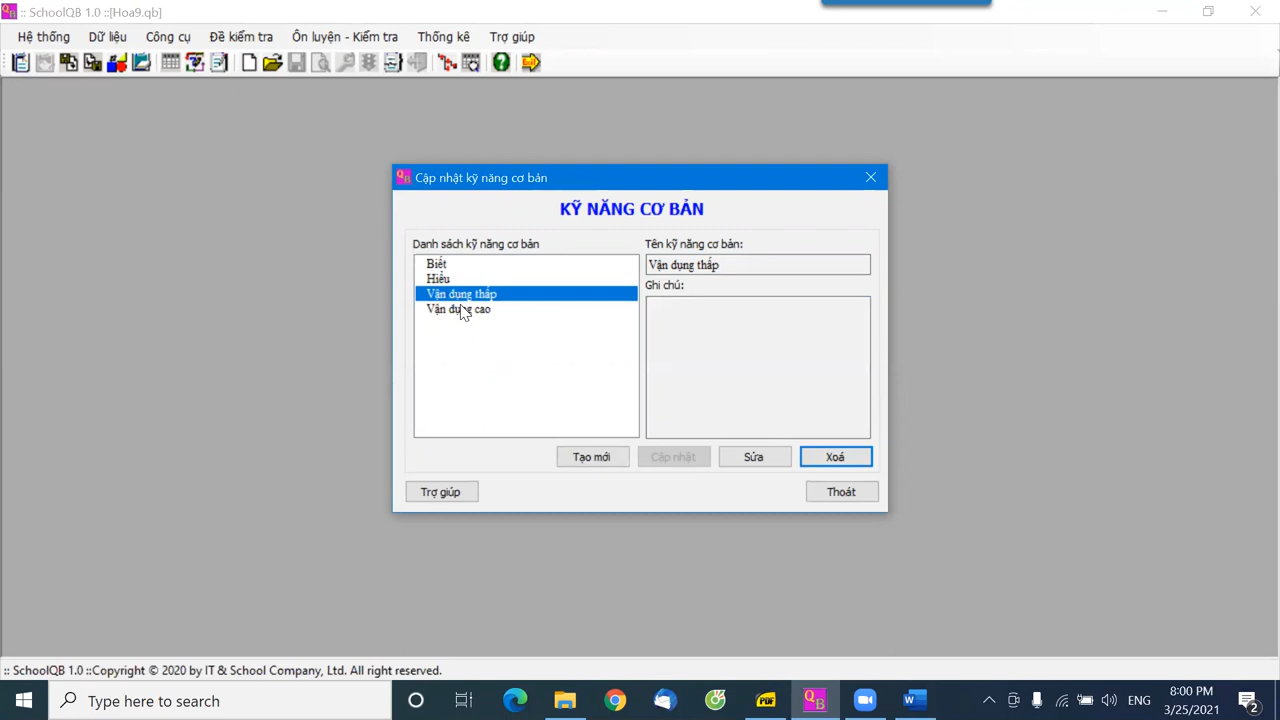 :: SchoolQB 1.0 ::[Hoa9.qb]
Hệ thống Dữ liệu Công cụ Đề kiểm tra Ôn luyện - Kiểm tra Thống kê Trợ giúp
Cập nhật kỹ năng cơ bản
KỸ NĂNG CƠ BẢN
Danh sách kỹ năng cơ bản
Biết
Hiểu
Vận dụng thấp
Vận dụng cao
Tên kỹ năng cơ bản:
Vận dụng thấp
Ghi chú:
Tạo mới Cập nhật Sửa Xoá
Trợ giúp Thoát
:: SchoolQB 1.0 ::Copyright © 2020 by IT & School Company, Ltd. All right reserved.
Type here to search
ENG
8:00 PM
3/25/2021
2